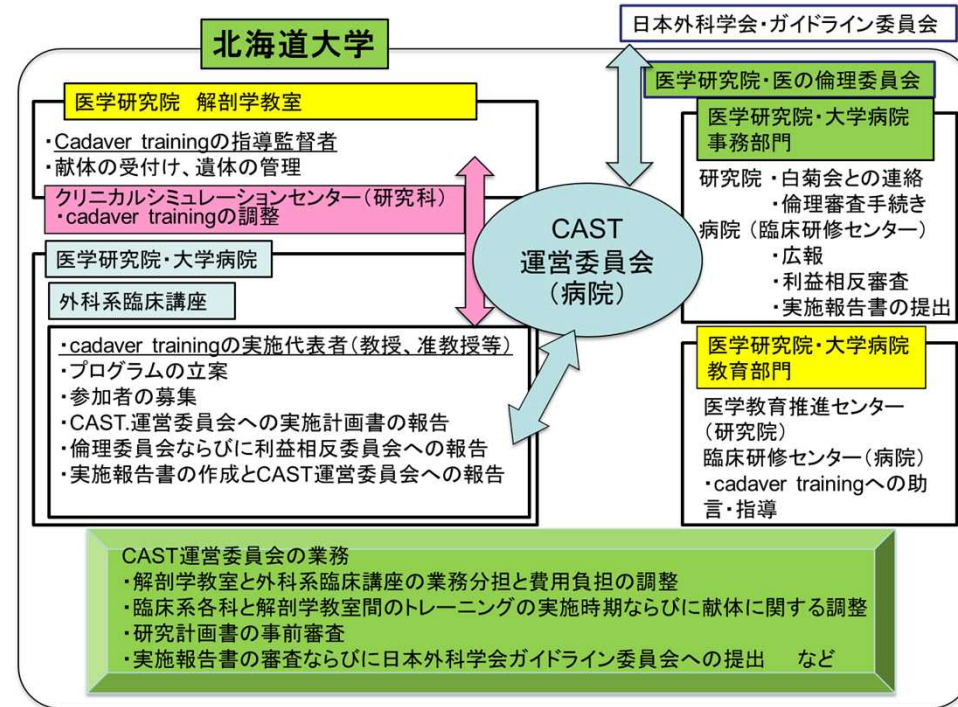 日本外科学会・ガイドライン委員会
北海道大学
医学研究院・医の倫理委員会
医学研究院　解剖学教室
・Cadaver trainingの指導監督者
・献体の受付け、遺体の管理
クリニカルシミュレーションセンター（研究科）
・cadaver trainingの調整
医学研究院・大学病院
外科系臨床講座
・cadaver trainingの実施代表者（教授、准教授等）
・プログラムの立案
・参加者の募集
・CAST.運営委員会への実施計画書の報告
・倫理委員会ならびに利益相反委員会への報告
・実施報告書の作成とCAST運営委員会への報告
CAST
運営委員会
（病院）
医学研究院・大学病院
事務部門
研究院 ・白菊会との連絡
・倫理審査手続き
病院（臨床研修センター）
・広報
・利益相反審査
・実施報告書の提出
医学研究院・大学病院
教育部門
医学教育推進センター
（研究院）
臨床研修センター（病院）
・cadaver trainingへの助
言・指導
CAST運営委員会の業務
・解剖学教室と外科系臨床講座の業務分担と費用負担の調整
・臨床系各科と解剖学教室間のトレーニングの実施時期ならびに献体に関する調整
・研究計画書の事前審査
・実施報告書の審査ならびに日本外科学会ガイドライン委員会への提出　など